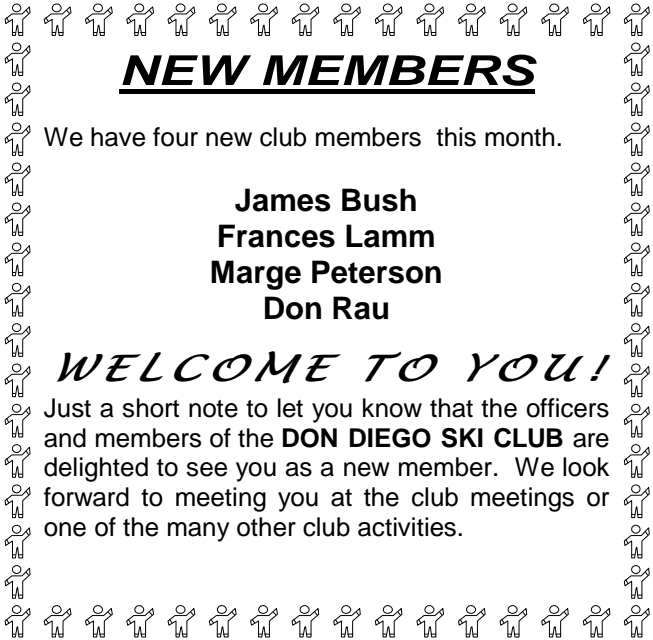 NEW MEMBERS
We have four new club members  this month.
James Bush
Frances Lamm
Marge Peterson
Don Rau
WELCOME TO YOU!
Just a short note to let you know that the officers
and members of the DON DIEGO SKI CLUB are
delighted to see you as a new member.  We look
forward to meeting you at the club meetings or
one of the many other club activities.